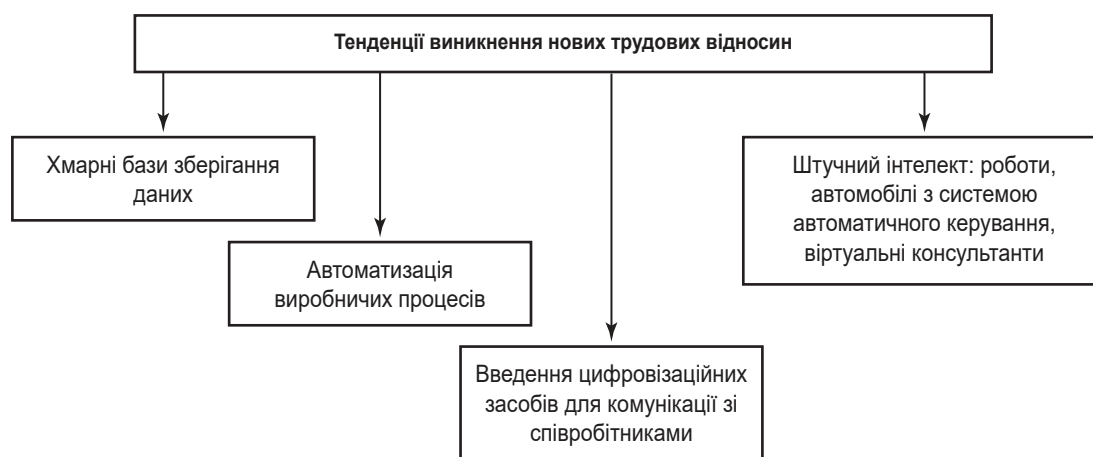 Тенденції виникнення нових трудових відносин
Хмарні бази зберігання
даних
Автоматизація
виробничих процесів
Введення цифровізаційних
засобів для комунікації зі
співробітниками
Штучний інтелект: роботи,
автомобілі з системою
автоматичного керування,
віртуальні консультанти